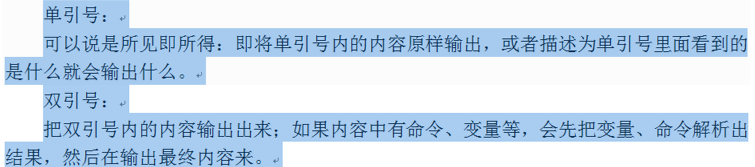 单引号：
可以说是所见即所得：即将单引号内的内容原样输出，或者描述为单引号里面看到的
是什么就会输出什么。
双引号：
把双引号内的内容输出出来；如果内容中有命令、变量等，会先把变量、命令解析出
结果，然后在输出最终内容来。